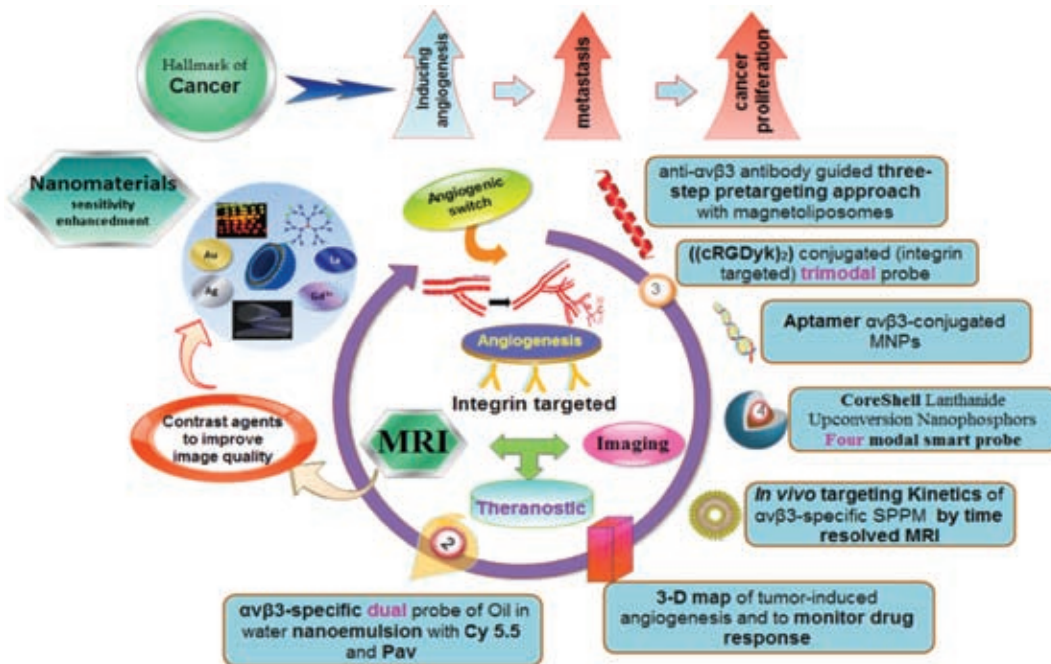 Hallmark of
Cancer
Inducing
angiogenesis
metastasis
cancer
proliferation
Nanomaterials
sensitivity
enhancedment
Au
Ag
La
Gd³⁺
Angiogenic
switch
Angiogenesis
Integrin targeted
MRI
Imaging
Theranostic
Contrast agents
to improve
image quality
anti-αvβ3 antibody guided three-
step pretargeting approach
with magnetoliposomes
3
((cRGDyk)₂) conjugated (integrin
targeted) trimodal probe
Aptamer αvβ3-conjugated
MNPs
4
CoreShell Lanthanide
Upconversion Nanophosphors
Four modal smart probe
In vivo targeting Kinetics of
αvβ3-specific SPPM by time
resolved MRI
3-D map of tumor-induced
angiogenesis and to monitor drug
response
2
αvβ3-specific dual probe of Oil in
water nanoemulsion with Cy 5.5
and Pav